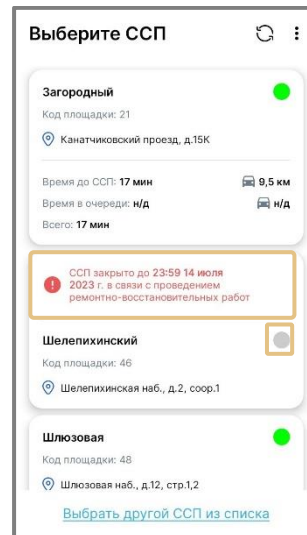 Выберите ССП
Загородный
Код площадки: 21
Канатчиковский проезд, д.15К
Время до ССП: 17 мин 9,5 км
Время в очереди: н/д н/д
Всего: 17 мин
ССП закрыто до 23:59 14 июля
2023 г. в связи с проведением
ремонтно-восстановительных работ
Шелепихинский
Код площадки: 46
Шелепихинская наб., д.2, соор.1
Шлюзовая
Код площадки: 48
Шлюзовая наб., д.12, стр.1,2
Выбрать другой ССП из списка